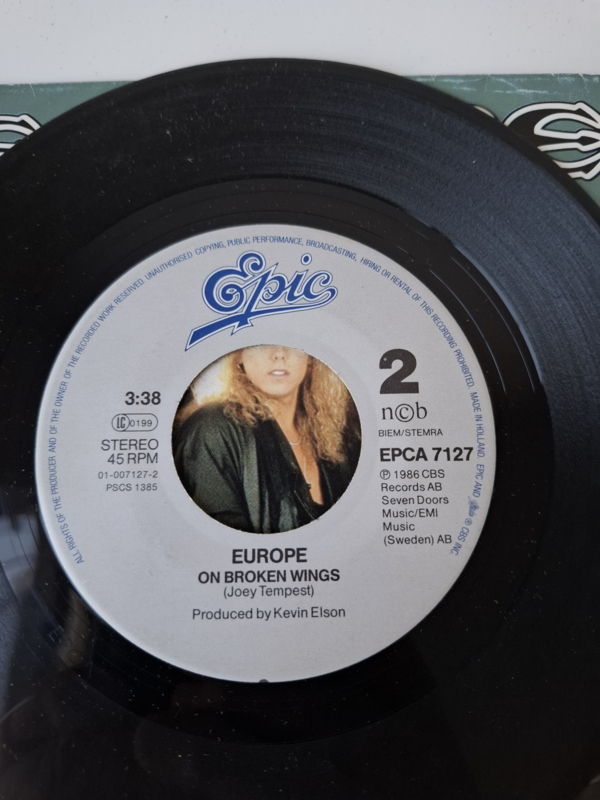 ALL RIGHTS OF THE PRODUCER AND OF THE OWNER OF THE RECORDED WORK RESERVED. UNAUTHORISED COPYING, PUBLIC PERFORMANCE, BROADCASTING, HIRING OR RENTAL OF THIS RECORDING PROHIBITED. MADE IN HOLLAND. EPIC AND Epic ® CBS INC.
Epic
2
3:38
LC 0199
n©b
BIEM/STEMRA
STEREO
45 RPM
01-007127-2
PSCS 1385
EPCA 7127
℗ 1986 CBS
Records AB
Seven Doors
Music/EMI
Music
(Sweden) AB
EUROPE
ON BROKEN WINGS
(Joey Tempest)
Produced by Kevin Elson